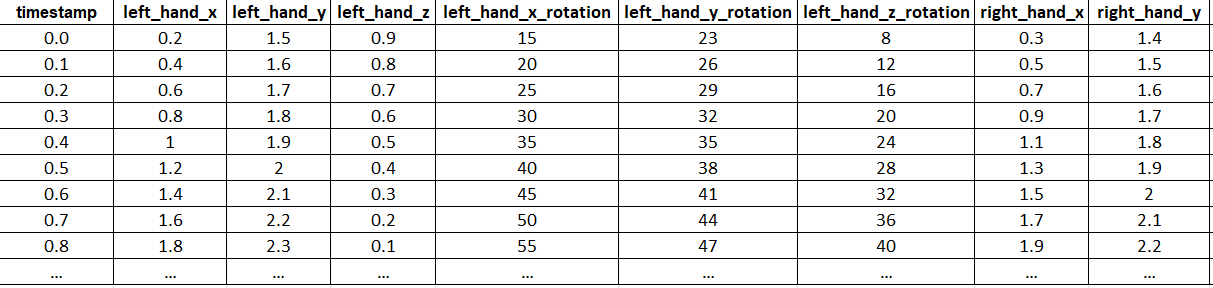 timestamp left_hand_x left_hand_y left_hand_z left_hand_x_rotation left_hand_y_rotation left_hand_z_rotation right_hand_x right_hand_y
0.0 0.2 1.5 0.9 15 23 8 0.3 1.4
0.1 0.4 1.6 0.8 20 26 12 0.5 1.5
0.2 0.6 1.7 0.7 25 29 16 0.7 1.6
0.3 0.8 1.8 0.6 30 32 20 0.9 1.7
0.4 1 1.9 0.5 35 35 24 1.1 1.8
0.5 1.2 2 0.4 40 38 28 1.3 1.9
0.6 1.4 2.1 0.3 45 41 32 1.5 2
0.7 1.6 2.2 0.2 50 44 36 1.7 2.1
0.8 1.8 2.3 0.1 55 47 40 1.9 2.2
... ... ... ... ... ... ... ... ...